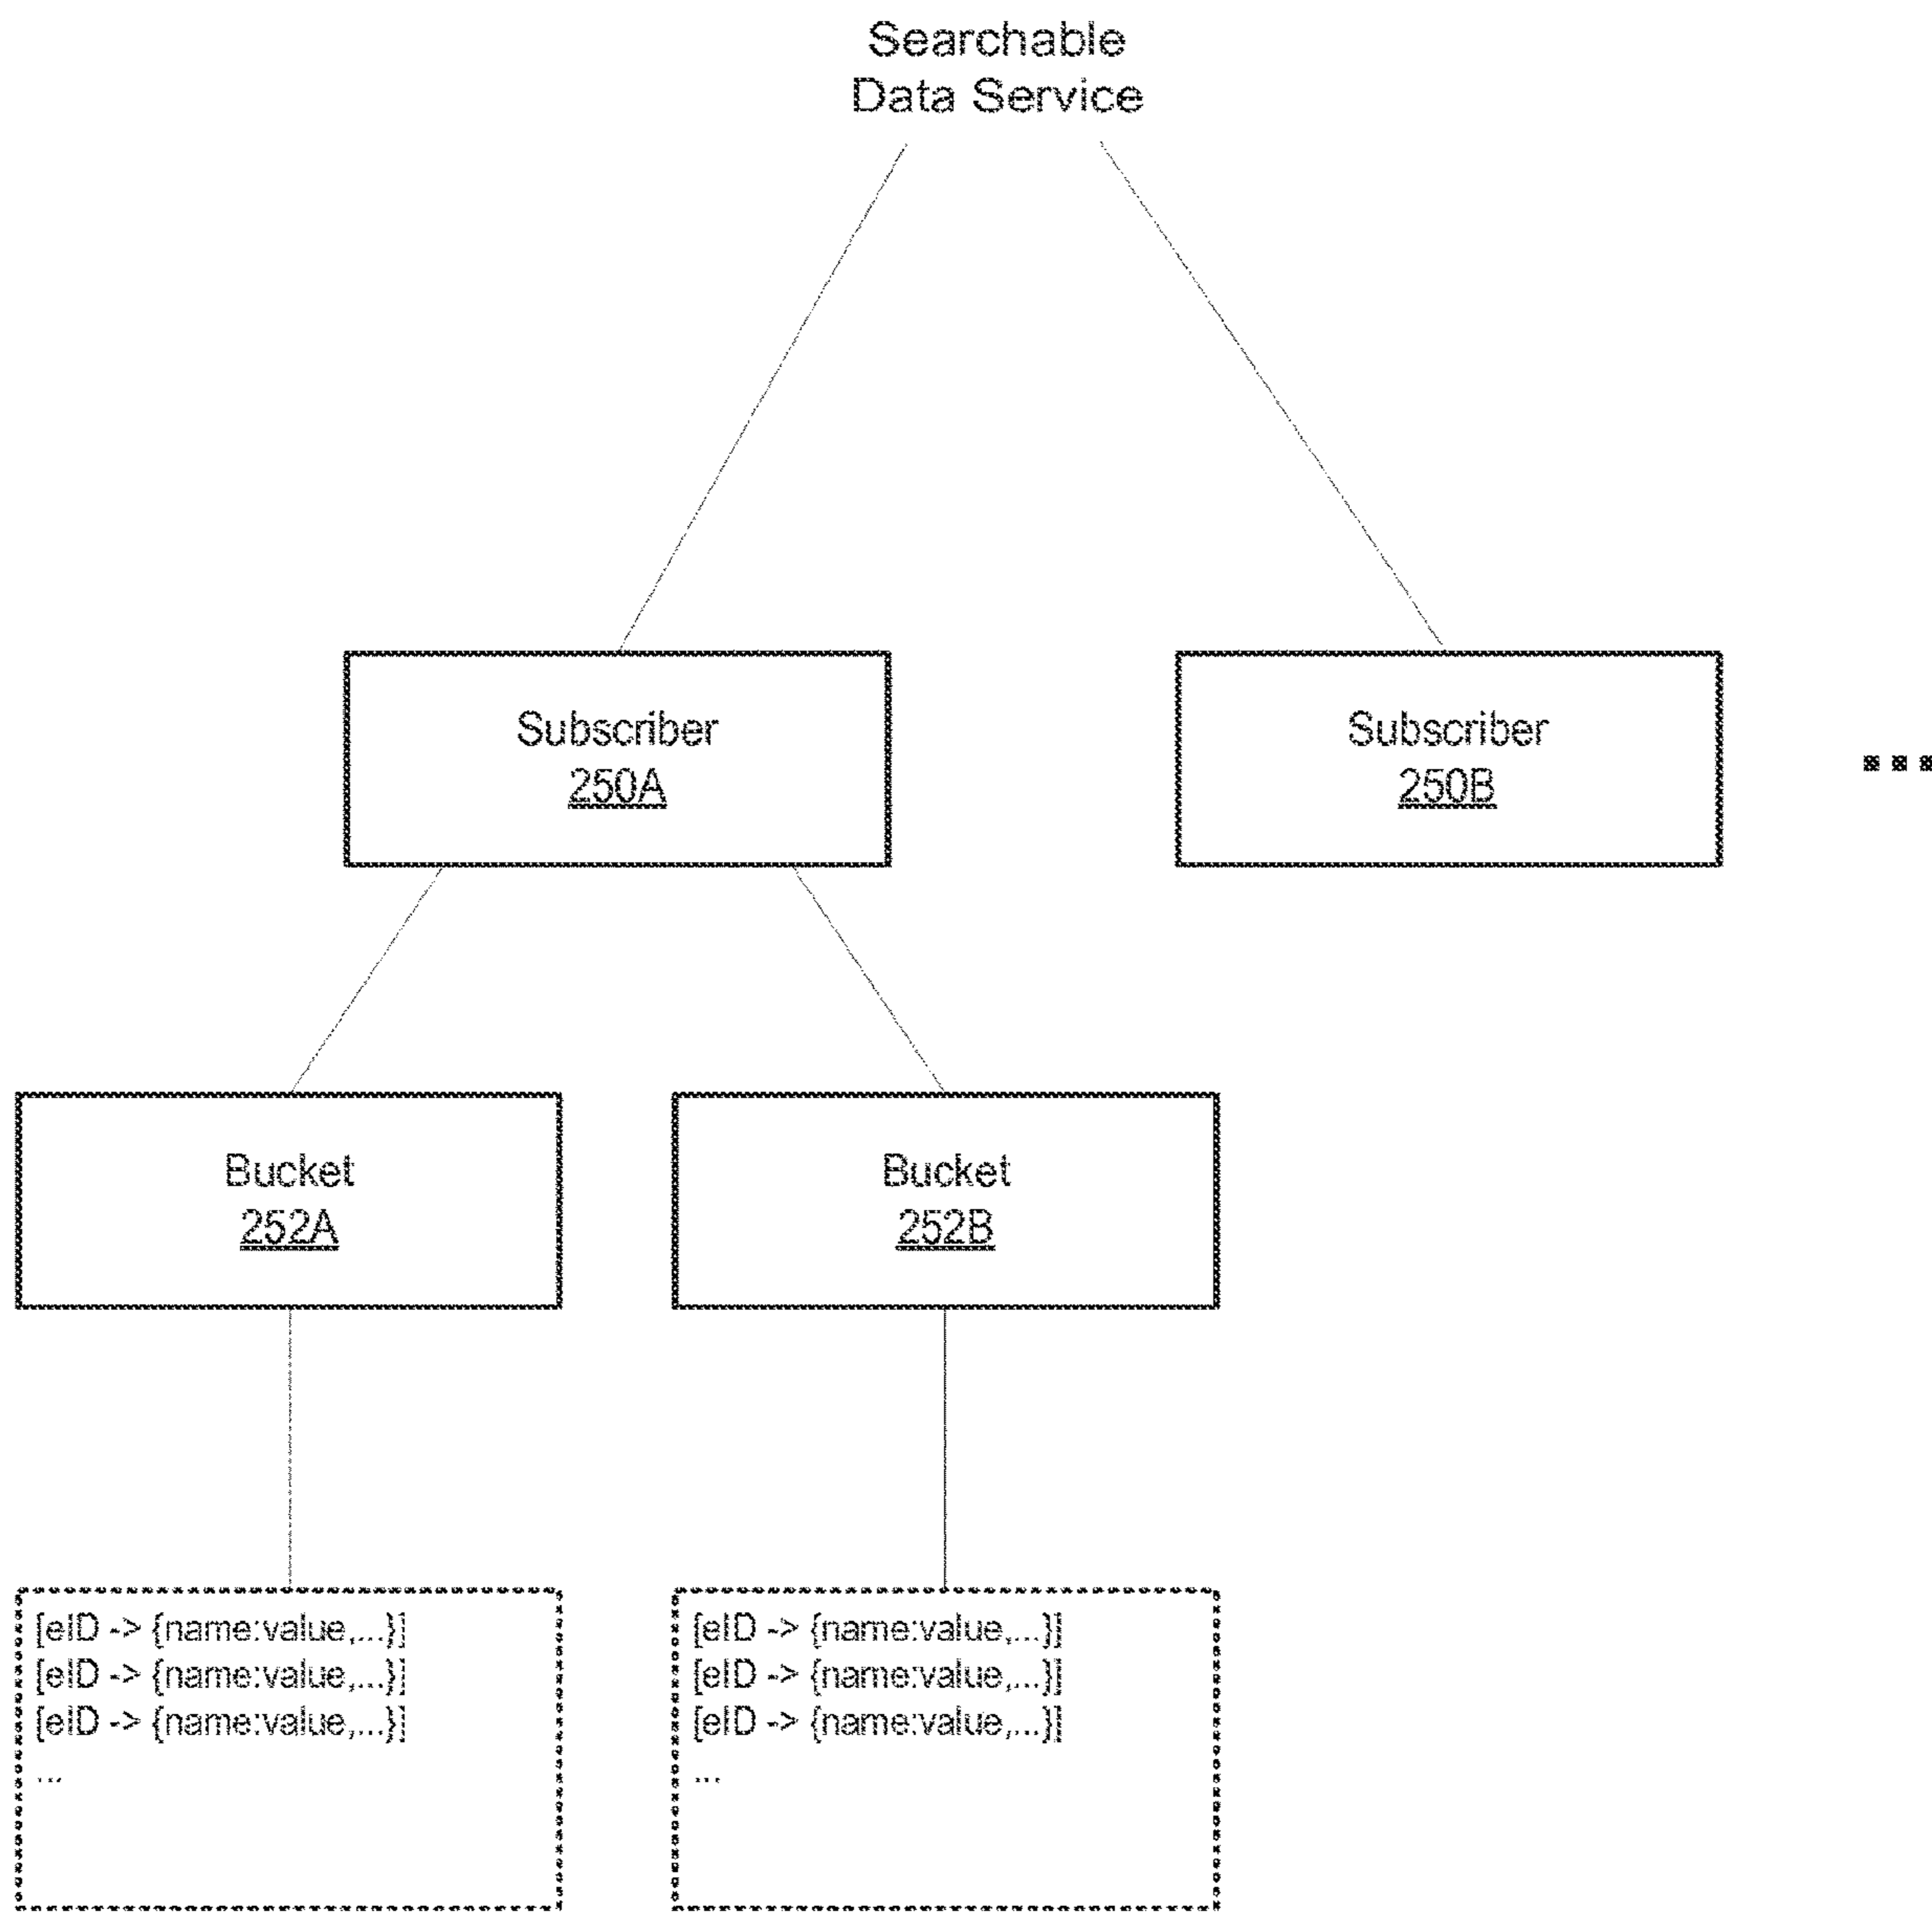 Searchable
Data Service
Subscriber
250A
Subscriber
250B
...
Bucket
252A
Bucket
252B
[eID -> {name:value,...}]
[eID -> {name:value,...}]
[eID -> {name:value,...}]
...
[eID -> {name:value,...}]
[eID -> {name:value,...}]
[eID -> {name:value,...}]
...